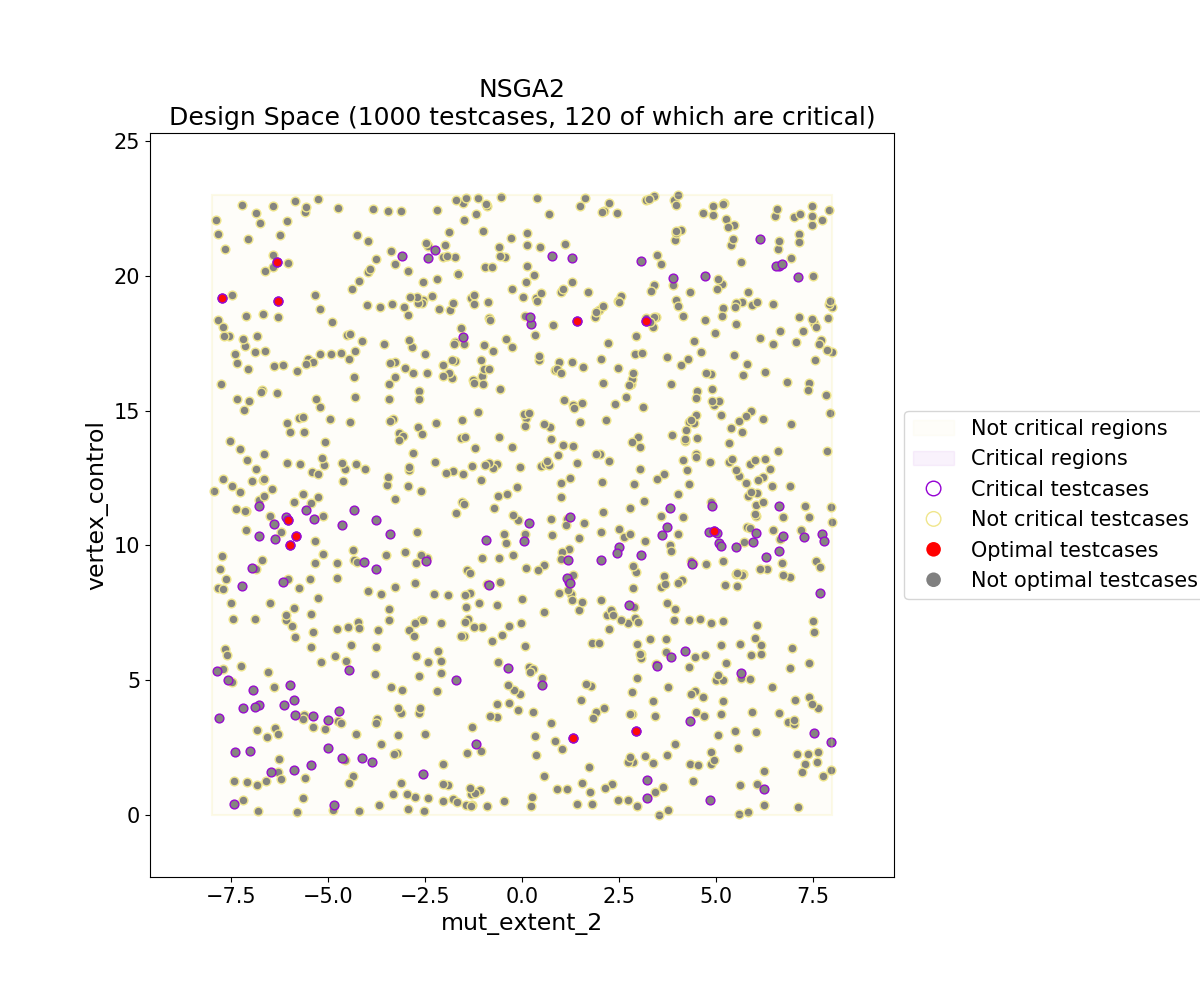 NSGA2
Design Space (1000 testcases, 120 of which are critical)
25
20
15
10
5
0
vertex_control
−7.5
−5.0
−2.5
0.0
2.5
5.0
7.5
mut_extent_2
Not critical regions
Critical regions
Critical testcases
Not critical testcases
Optimal testcases
Not optimal testcases